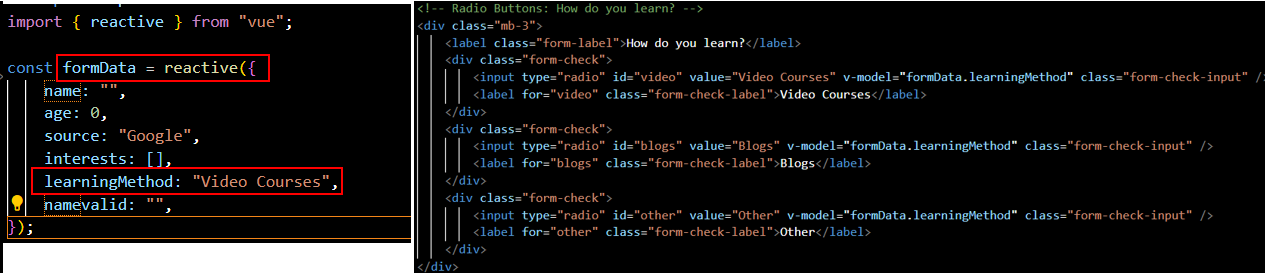 import { reactive } from "vue";
const formData = reactive({
name: "",
age: 0,
source: "Google",
interests: [],
learningMethod: "Video Courses",
namevalid: "",
});
<!-- Radio Buttons: How do you learn? -->
<div class="mb-3">
<label class="form-label">How do you learn?</label>
<div class="form-check">
<input type="radio" id="video" value="Video Courses" v-model="formData.learningMethod" class="form-check-input" />
<label for="video" class="form-check-label">Video Courses</label>
</div>
<div class="form-check">
<input type="radio" id="blogs" value="Blogs" v-model="formData.learningMethod" class="form-check-input" />
<label for="blogs" class="form-check-label">Blogs</label>
</div>
<div class="form-check">
<input type="radio" id="other" value="Other" v-model="formData.learningMethod" class="form-check-input" />
<label for="other" class="form-check-label">Other</label>
</div>
</div>